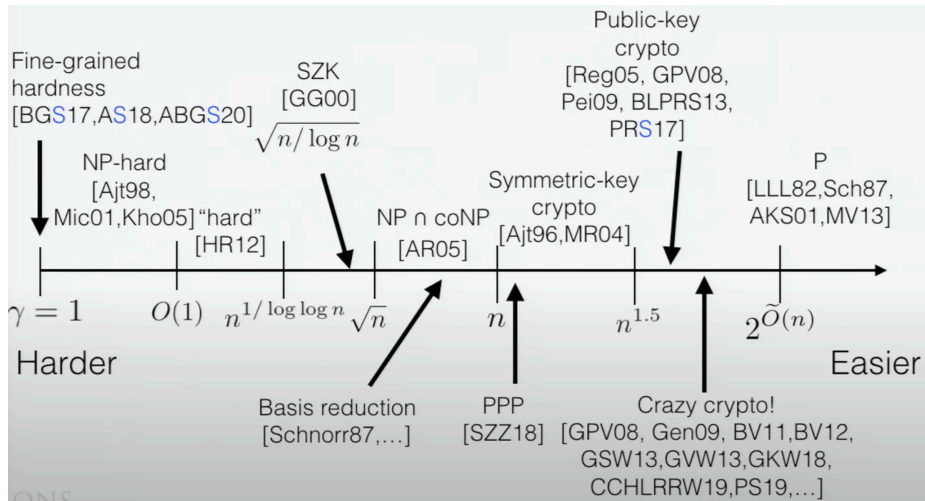 Fine-grained
hardness
[BGS17,AS18,ABGS20]
NP-hard
[Ajt98,
Mic01,Kho05]
"hard"
[HR12]
SZK
[GG00]
√(n/ log n)
NP ∩ coNP
[AR05]
Symmetric-key
crypto
[Ajt96,MR04]
Public-key
crypto
[Reg05, GPV08,
Pei09, BLPRS13,
PRS17]
P
[LLL82,Sch87,
AKS01,MV13]
γ = 1
O(1)
n^{1/ log log n}
√n
n
n^{1.5}
2^{Õ(n)}
Harder
Easier
Basis reduction
[Schnorr87,...]
PPP
[SZZ18]
Crazy crypto!
[GPV08, Gen09, BV11,BV12,
GSW13,GVW13,GKW18,
CCHLRRW19,PS19,...]
ONS